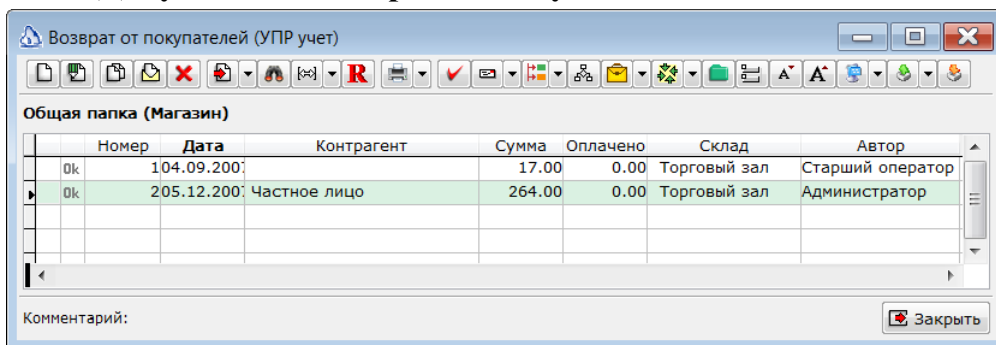 Возврат от покупателей (УПР учет)
R A A
Общая папка (Магазин)
Номер Дата Контрагент Сумма Оплачено Склад Автор
Ok 1 04.09.2007 17.00 0.00 Торговый зал Старший оператор
Ok 2 05.12.2007 Частное лицо 264.00 0.00 Торговый зал Администратор
Комментарий:
Закрыть